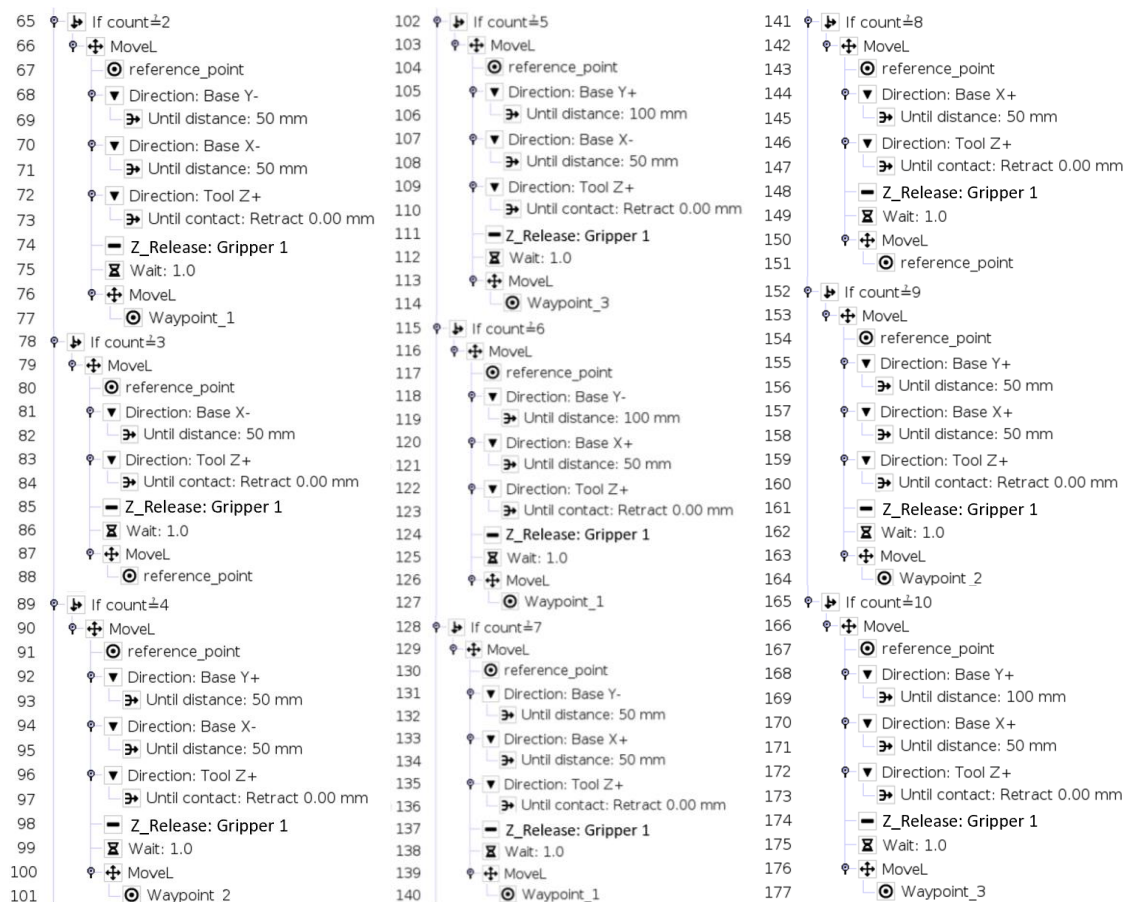 65 If count≟2
66 MoveL
67 reference_point
68 Direction: Base Y-
69 Until distance: 50 mm
70 Direction: Base X-
71 Until distance: 50 mm
72 Direction: Tool Z+
73 Until contact: Retract 0.00 mm
74 Z_Release: Gripper 1
75 Wait: 1.0
76 MoveL
77 Waypoint_1
78 If count≟3
79 MoveL
80 reference_point
81 Direction: Base X-
82 Until distance: 50 mm
83 Direction: Tool Z+
84 Until contact: Retract 0.00 mm
85 Z_Release: Gripper 1
86 Wait: 1.0
87 MoveL
88 reference_point
89 If count≟4
90 MoveL
91 reference_point
92 Direction: Base Y+
93 Until distance: 50 mm
94 Direction: Base X-
95 Until distance: 50 mm
96 Direction: Tool Z+
97 Until contact: Retract 0.00 mm
98 Z_Release: Gripper 1
99 Wait: 1.0
100 MoveL
101 Waypoint_2
102 If count≟5
103 MoveL
104 reference_point
105 Direction: Base Y+
106 Until distance: 100 mm
107 Direction: Base X-
108 Until distance: 50 mm
109 Direction: Tool Z+
110 Until contact: Retract 0.00 mm
111 Z_Release: Gripper 1
112 Wait: 1.0
113 MoveL
114 Waypoint_3
115 If count≟6
116 MoveL
117 reference_point
118 Direction: Base Y-
119 Until distance: 100 mm
120 Direction: Base X+
121 Until distance: 50 mm
122 Direction: Tool Z+
123 Until contact: Retract 0.00 mm
124 Z_Release: Gripper 1
125 Wait: 1.0
126 MoveL
127 Waypoint_1
128 If count≟7
129 MoveL
130 reference_point
131 Direction: Base Y-
132 Until distance: 50 mm
133 Direction: Base X+
134 Until distance: 50 mm
135 Direction: Tool Z+
136 Until contact: Retract 0.00 mm
137 Z_Release: Gripper 1
138 Wait: 1.0
139 MoveL
140 Waypoint_1
141 If count≟8
142 MoveL
143 reference_point
144 Direction: Base X+
145 Until distance: 50 mm
146 Direction: Tool Z+
147 Until contact: Retract 0.00 mm
148 Z_Release: Gripper 1
149 Wait: 1.0
150 MoveL
151 reference_point
152 If count≟9
153 MoveL
154 reference_point
155 Direction: Base Y+
156 Until distance: 50 mm
157 Direction: Base X+
158 Until distance: 50 mm
159 Direction: Tool Z+
160 Until contact: Retract 0.00 mm
161 Z_Release: Gripper 1
162 Wait: 1.0
163 MoveL
164 Waypoint_2
165 If count≟10
166 MoveL
167 reference_point
168 Direction: Base Y+
169 Until distance: 100 mm
170 Direction: Base X+
171 Until distance: 50 mm
172 Direction: Tool Z+
173 Until contact: Retract 0.00 mm
174 Z_Release: Gripper 1
175 Wait: 1.0
176 MoveL
177 Waypoint_3